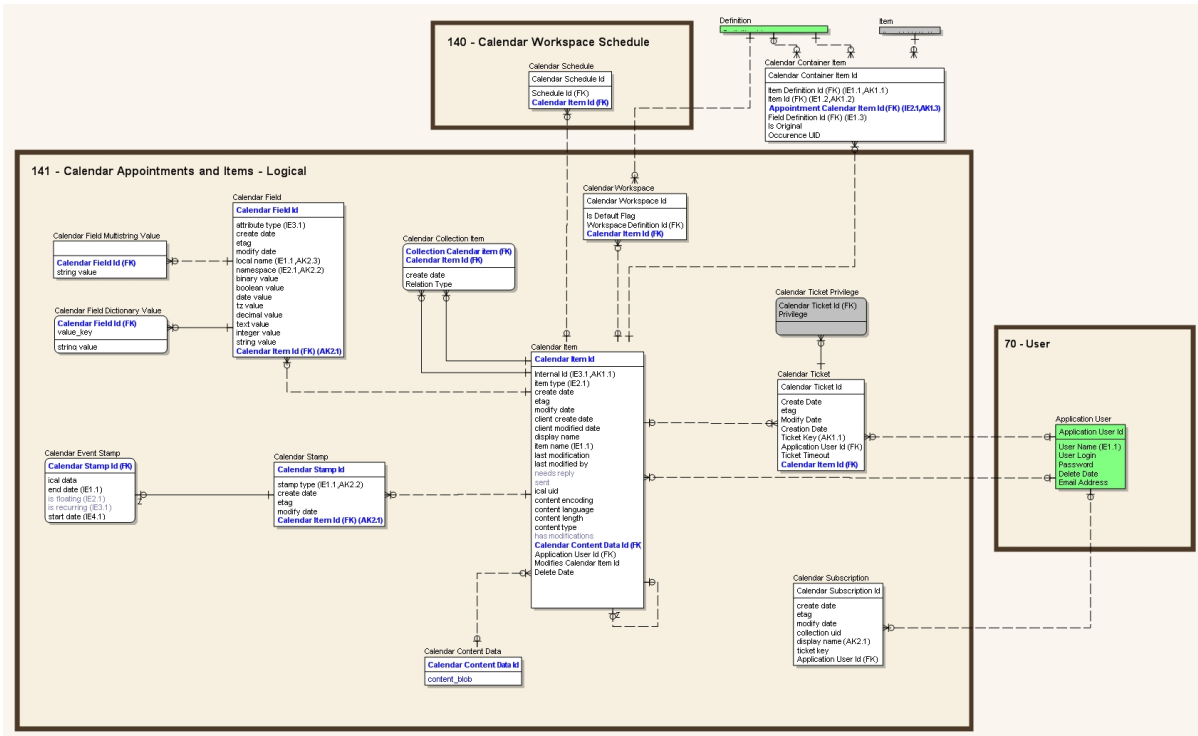 Definition
Item
140 - Calendar Workspace Schedule
Calendar Schedule
Calendar Schedule Id
Schedule Id (FK)
Calendar Item Id (FK)
Calendar Container Item
Calendar Container Item Id
Item Definition Id (FK) (IE1.1,AK1.1)
Item Id (FK) (IE1.2,AK1.2)
Appointment Calendar Item Id (FK) (IE2.1,AK1.3)
Field Definition Id (FK) (IE1.3)
Is Original
Occurence UID
141 - Calendar Appointments and Items - Logical
Calendar Field
Calendar Field Id
attribute type (IE3.1)
create date
etag
modify date
local name (IE1.1,AK2.3)
namespace (IE2.1,AK2.2)
binary value
boolean value
date value
tz value
decimal value
text value
integer value
string value
Calendar Item Id (FK) (AK2.1)
Calendar Field Multistring Value
Calendar Field Id (FK)
string value
Calendar Field Dictionary Value
Calendar Field Id (FK)
value_key
string value
Calendar Collection Item
Collection Calendar item (FK)
Calendar Item Id (FK)
create date
Relation Type
Calendar Workspace
Calendar Workspace Id
Is Default Flag
Workspace Definition Id (FK)
Calendar Item Id (FK)
Calendar Ticket Privilege
Calendar Ticket Id (FK)
Privilege
Calendar Item
Calendar Item Id
Internal Id (IE3.1,AK1.1)
item type (IE2.1)
create date
etag
modify date
client create date
client modified date
display name
item name (IE1.1)
last modification
last modified by
needs reply
sent
ical uid
content encoding
content language
content length
content type
has modifications
Calendar Content Data Id (FK
Application User Id (FK)
Modifies Calendar Item Id
Delete Date
Calendar Ticket
Calendar Ticket Id
Create Date
etag
Modify Date
Creation Date
Ticket Key (AK1.1)
Application User Id (FK)
Ticket Timeout
Calendar Item Id (FK)
70 - User
Application User
Application User Id
User Name (IE1.1)
User Login
Password
Delete Date
Email Address
Calendar Event Stamp
Calendar Stamp Id (FK)
ical data
end date (IE1.1)
is floating (IE2.1)
is recurring (IE3.1)
start date (IE4.1)
Calendar Stamp
Calendar Stamp Id
stamp type (IE1.1,AK2.2)
create date
etag
modify date
Calendar Item Id (FK) (AK2.1)
Z
Z
Calendar Subscription
Calendar Subscription Id
create date
etag
modify date
collection uid
display name (AK2.1)
ticket key
Application User Id (FK)
Calendar Content Data
Calendar Content Data Id
content_blob